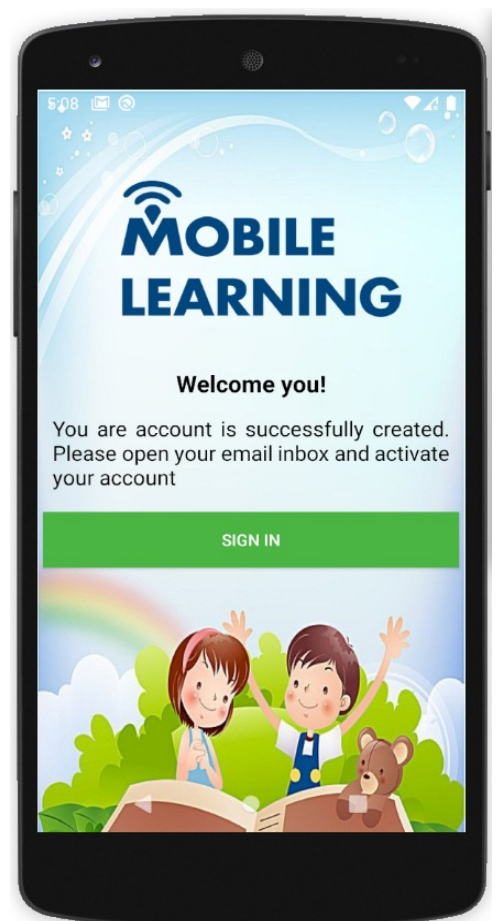 5:08
MOBILE
LEARNING
Welcome you!
You are account is successfully created.
Please open your email inbox and activate
your account
SIGN IN